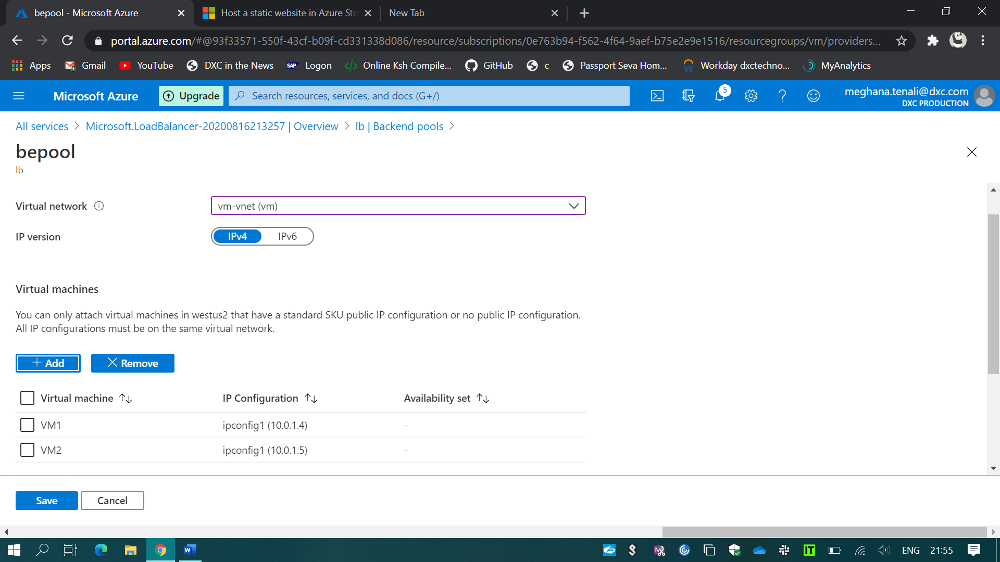 bepool - Microsoft Azure
Host a static website in Azure Sto
New Tab
portal.azure.com/#@93f33571-550f-43cf-b09f-cd331338d086/resource/subscriptions/0e763b94-f562-4f64-9aef-b75e2e9e1516/resourcegroups/vm/providers...
Apps Gmail YouTube DXC in the News SAP Logon Online Ksh Compile... GitHub c Passport Seva Hom... Workday dxctechno... MyAnalytics
Microsoft Azure Upgrade Search resources, services, and docs (G+/) 5 meghana.tenali@dxc.com
DXC PRODUCTION
All services > Microsoft.LoadBalancer-20200816213257 | Overview > lb | Backend pools >
bepool
lb
Virtual network vm-vnet (vm)
IP version IPv4 IPv6
Virtual machines
You can only attach virtual machines in westus2 that have a standard SKU public IP configuration or no public IP configuration.
All IP configurations must be on the same virtual network.
+ Add Remove
Virtual machine IP Configuration Availability set
VM1 ipconfig1 (10.0.1.4) -
VM2 ipconfig1 (10.0.1.5) -
Save Cancel
ENG 21:55